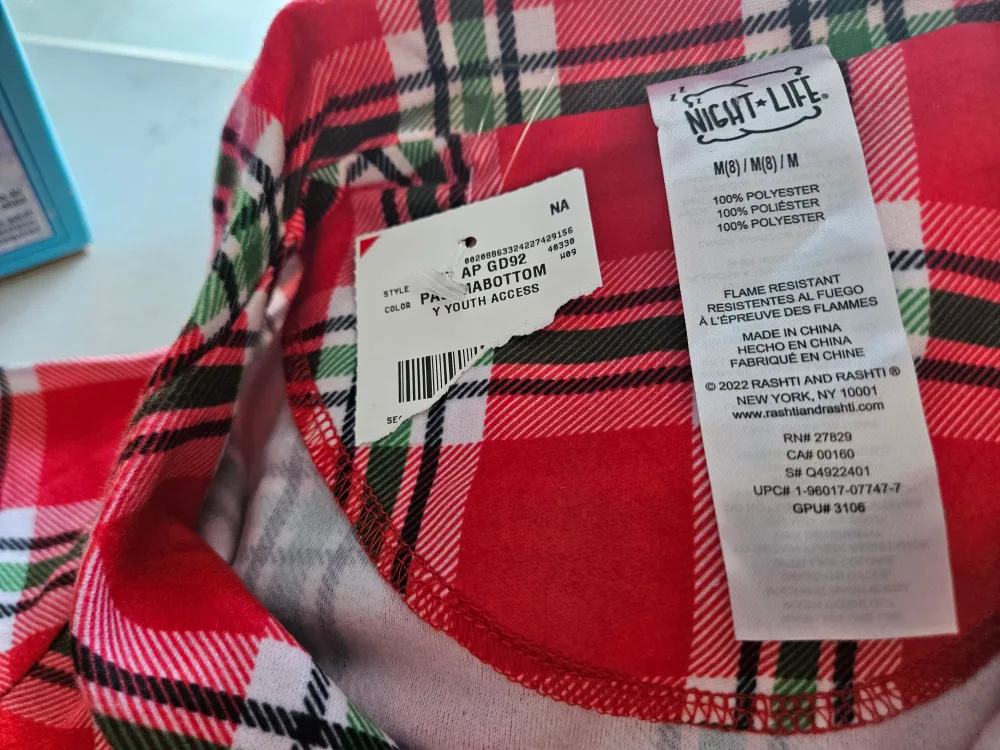 NA
002088633242274291​56
40330
W09
STYLE AP GD92
COLOR
MABOTTOM
Y YOUTH ACCESS
NIGHT★LIFE®
M(8) / M(8) / M
100% POLYESTER
100% POLIÉSTER
100% POLYESTER
FLAME RESISTANT
RESISTENTES AL FUEGO
À L'ÉPREUVE DES FLAMMES
MADE IN CHINA
HECHO EN CHINA
FABRIQUÉ EN CHINE
© 2022 RASHTI AND RASHTI ®
NEW YORK, NY 10001
www.rashtiandrashti.com
RN# 27829
CA# 00160
S# Q4922401
UPC# 1-96017-07747-7
GPU# 3106